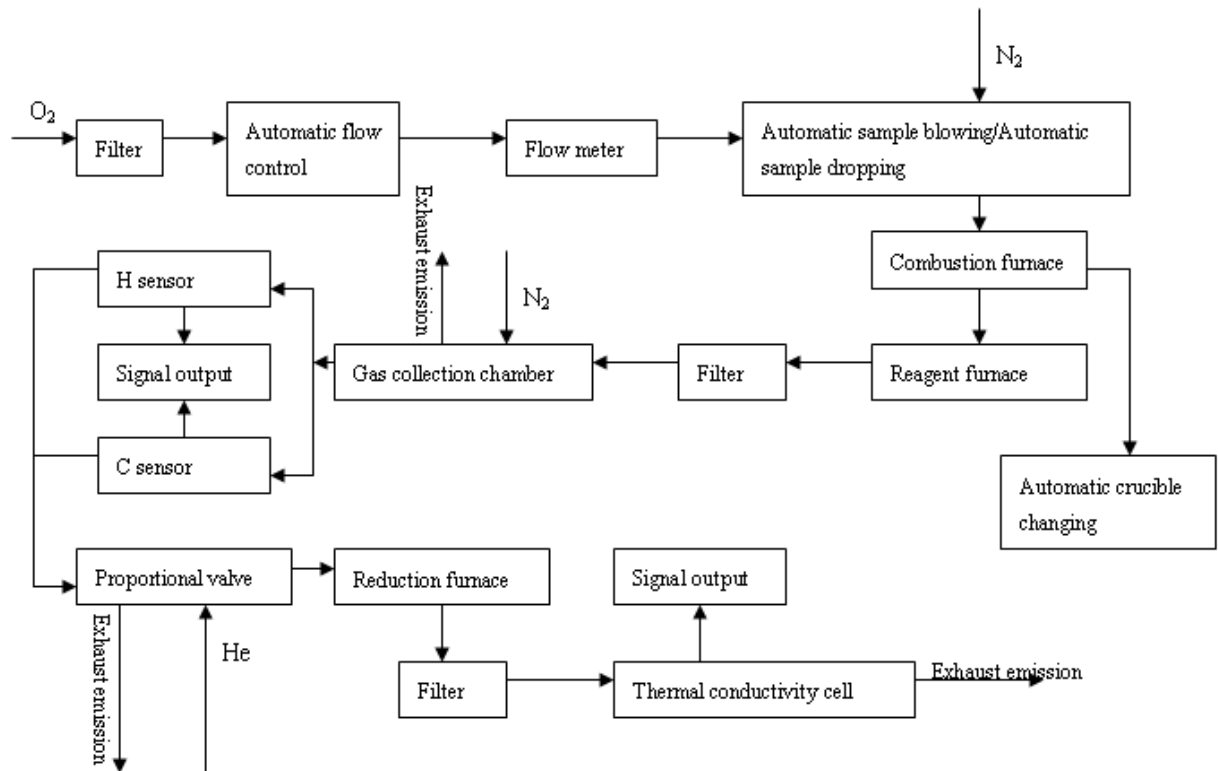 N₂
O₂
Filter
Automatic flow
control
Flow meter
Automatic sample blowing/Automatic
sample dropping
Exhaust emission
H sensor
N₂
Combustion furnace
Signal output
Gas collection chamber
Filter
Reagent furnace
C sensor
Automatic crucible
changing
Proportional valve
Reduction furnace
Signal output
Exhaust emission
He
Filter
Thermal conductivity cell
Exhaust emission